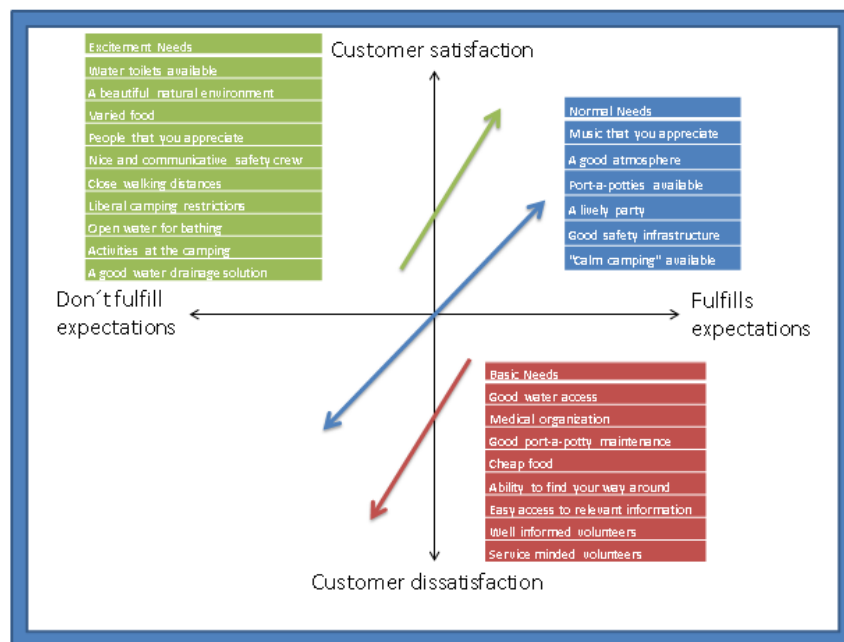 Customer satisfaction
Excitement Needs
Water toilets available
A beautiful natural environment
Varied food
People that you appreciate
Nice and communicative safety crew
Close walking distances
Liberal camping restrictions
Open water for bathing
Activities at the camping
A good water drainage solution
Normal Needs
Music that you appreciate
A good atmosphere
Port-a-potties available
A lively party
Good safety infrastructure
"Calm camping" available
Don´t fulfill
expectations
Fulfills
expectations
Basic Needs
Good water access
Medical organization
Good port-a-potty maintenance
Cheap food
Ability to find your way around
Easy access to relevant information
Well informed volunteers
Service minded volunteers
Customer dissatisfaction